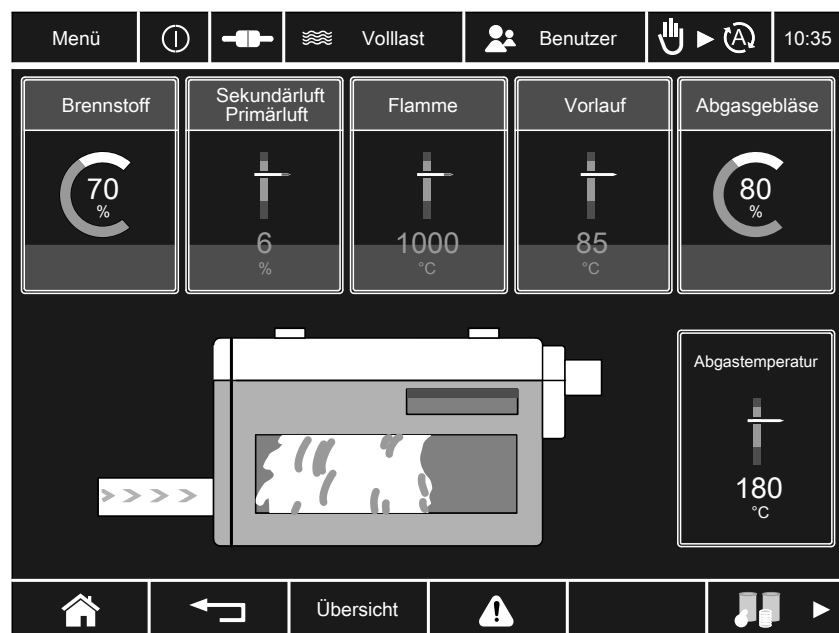 Menü
Volllast
Benutzer
A
10:35
Brennstoff
Sekundärluft
Primärluft
Flamme
Vorlauf
Abgasgebläse
70
%
6
%
1000
°C
85
°C
80
%
Abgastemperatur
180
°C
Übersicht